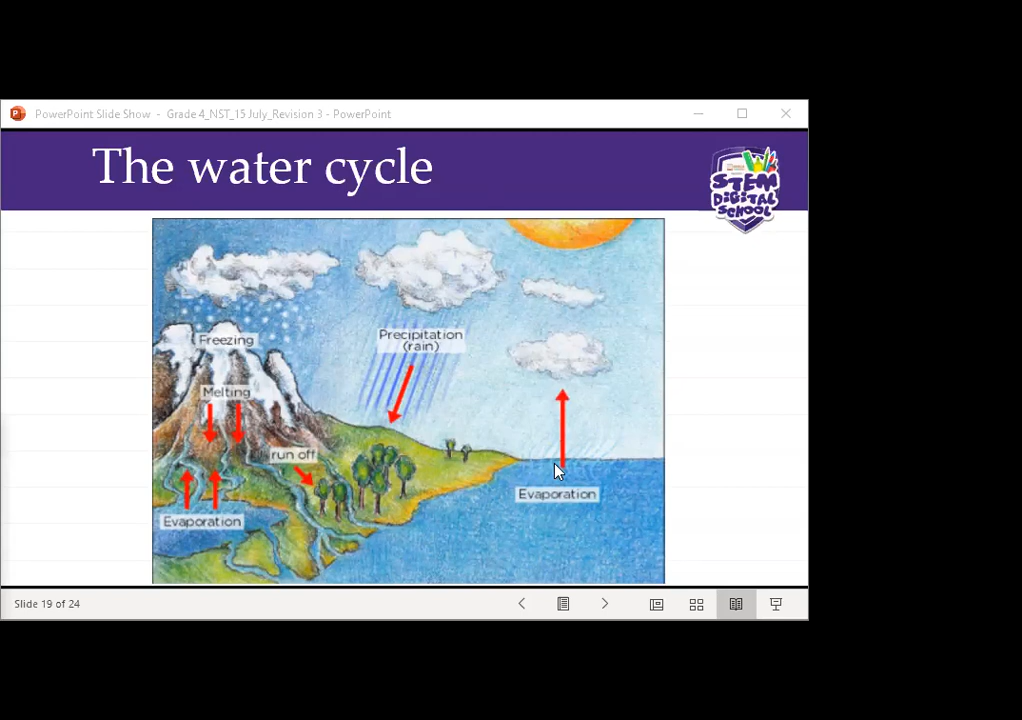 PowerPoint Slide Show - Grade 4_NST_15 July_Revision 3 - PowerPoint
The water cycle
STEM
DIGITAL
SCHOOL
Freezing
Precipitation
(rain)
Melting
run off
Evaporation
Evaporation
Slide 19 of 24